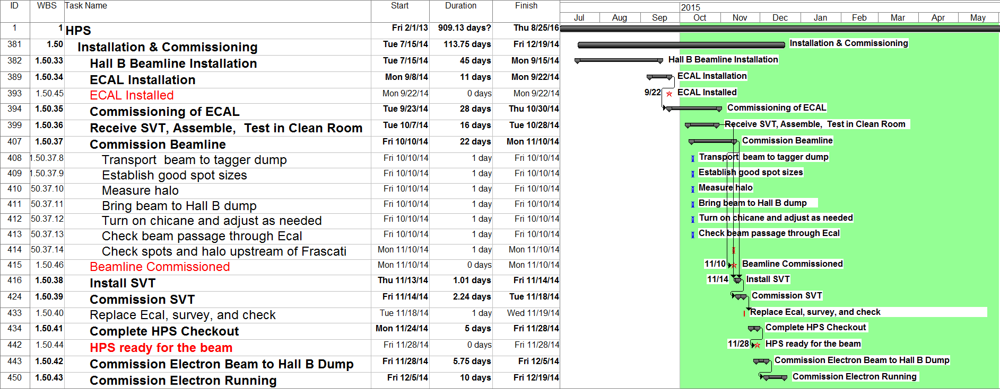 ID WBS Task Name Start Duration Finish 2015
Jul Aug Sep Oct Nov Dec Jan Feb Mar Apr May
1 1 HPS Fri 2/1/13 909.13 days? Thu 8/25/16
381 1.50 Installation & Commissioning Tue 7/15/14 113.75 days Fri 12/19/14 Installation & Commissioning
382 1.50.33 Hall B Beamline Installation Tue 7/15/14 45 days Mon 9/15/14 Hall B Beamline Installation
389 1.50.34 ECAL Installation Mon 9/8/14 11 days Mon 9/22/14 ECAL Installation
393 1.50.45 ECAL Installed Mon 9/22/14 0 days Mon 9/22/14 9/22 ECAL Installed
394 1.50.35 Commissioning of ECAL Tue 9/23/14 28 days Thu 10/30/14 Commissioning of ECAL
399 1.50.36 Receive SVT, Assemble, Test in Clean Room Tue 10/7/14 16 days Tue 10/28/14 Receive SVT, Assemble, Test in Clean Room
407 1.50.37 Commission Beamline Fri 10/10/14 22 days Mon 11/10/14 Commission Beamline
408 1.50.37.8 Transport beam to tagger dump Fri 10/10/14 1 day Fri 10/10/14 Transport beam to tagger dump
409 1.50.37.9 Establish good spot sizes Fri 10/10/14 1 day Fri 10/10/14 Establish good spot sizes
410 50.37.10 Measure halo Fri 10/10/14 1 day Fri 10/10/14 Measure halo
411 50.37.11 Bring beam to Hall B dump Fri 10/10/14 1 day Fri 10/10/14 Bring beam to Hall B dump
412 50.37.12 Turn on chicane and adjust as needed Fri 10/10/14 1 day Fri 10/10/14 Turn on chicane and adjust as needed
413 50.37.13 Check beam passage through Ecal Fri 10/10/14 1 day Fri 10/10/14 Check beam passage through Ecal
414 50.37.14 Check spots and halo upstream of Frascati Mon 11/10/14 1 day Mon 11/10/14
415 1.50.46 Beamline Commissioned Mon 11/10/14 0 days Mon 11/10/14 11/10 Beamline Commissioned
416 1.50.38 Install SVT Thu 11/13/14 1.01 days Fri 11/14/14 11/14 Install SVT
424 1.50.39 Commission SVT Fri 11/14/14 2.24 days Tue 11/18/14 Commission SVT
433 1.50.40 Replace Ecal, survey, and check Tue 11/18/14 1 day Wed 11/19/14 Replace Ecal, survey, and check
434 1.50.41 Complete HPS Checkout Mon 11/24/14 5 days Fri 11/28/14 Complete HPS Checkout
442 1.50.44 HPS ready for the beam Fri 11/28/14 0 days Fri 11/28/14 11/28 HPS ready for the beam
443 1.50.42 Commission Electron Beam to Hall B Dump Fri 11/28/14 5.75 days Fri 12/5/14 Commission Electron Beam to Hall B Dump
450 1.50.43 Commission Electron Running Fri 12/5/14 10 days Fri 12/19/14 Commission Electron Running